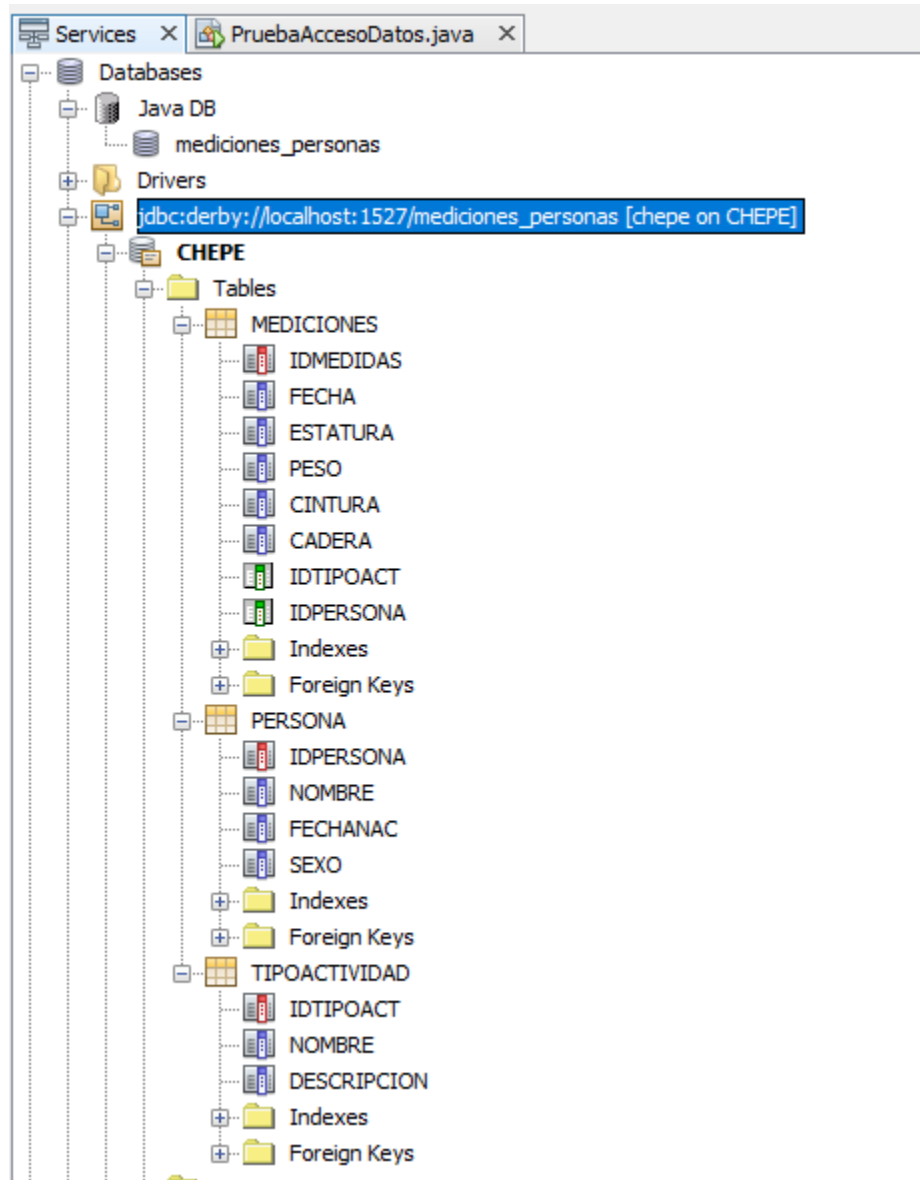 Services PruebaAccesoDatos.java
Databases
Java DB
mediciones_personas
Drivers
jdbc:derby://localhost:1527/mediciones_personas [chepe on CHEPE]
CHEPE
Tables
MEDICIONES
IDMEDIDAS
FECHA
ESTATURA
PESO
CINTURA
CADERA
IDTIPOACT
IDPERSONA
Indexes
Foreign Keys
PERSONA
IDPERSONA
NOMBRE
FECHANAC
SEXO
Indexes
Foreign Keys
TIPOACTIVIDAD
IDTIPOACT
NOMBRE
DESCRIPCION
Indexes
Foreign Keys